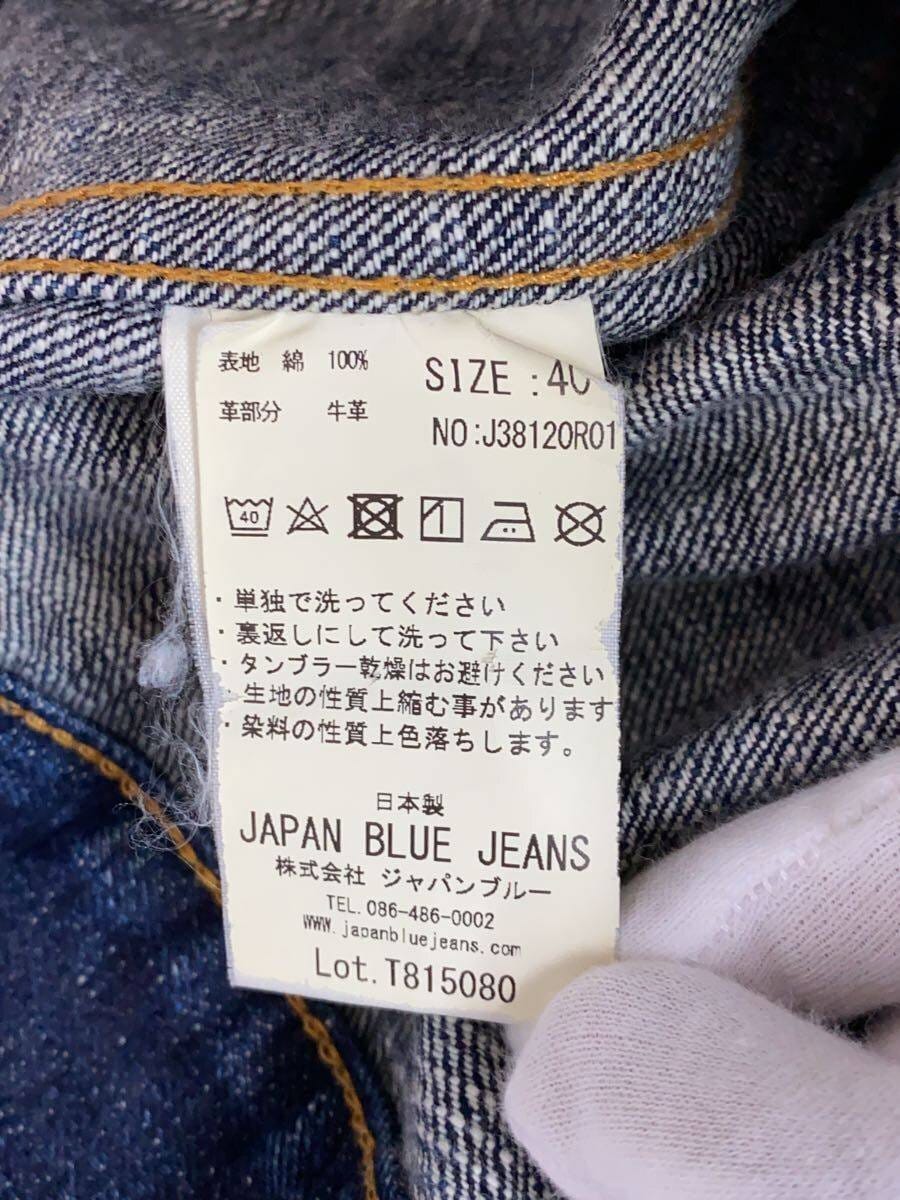 表地 綿 100%
革部分 牛革
SIZE :40
NO:J38120R01
40
・単独で洗ってください
・裏返しにして洗って下さい
・タンブラー乾燥はお避けください
・生地の性質上縮む事があります
・染料の性質上色落ちします。
日本製
JAPAN BLUE JEANS
株式会社 ジャパンブルー
TEL.086-486-0002
www.japanbluejeans.com
Lot.T815080